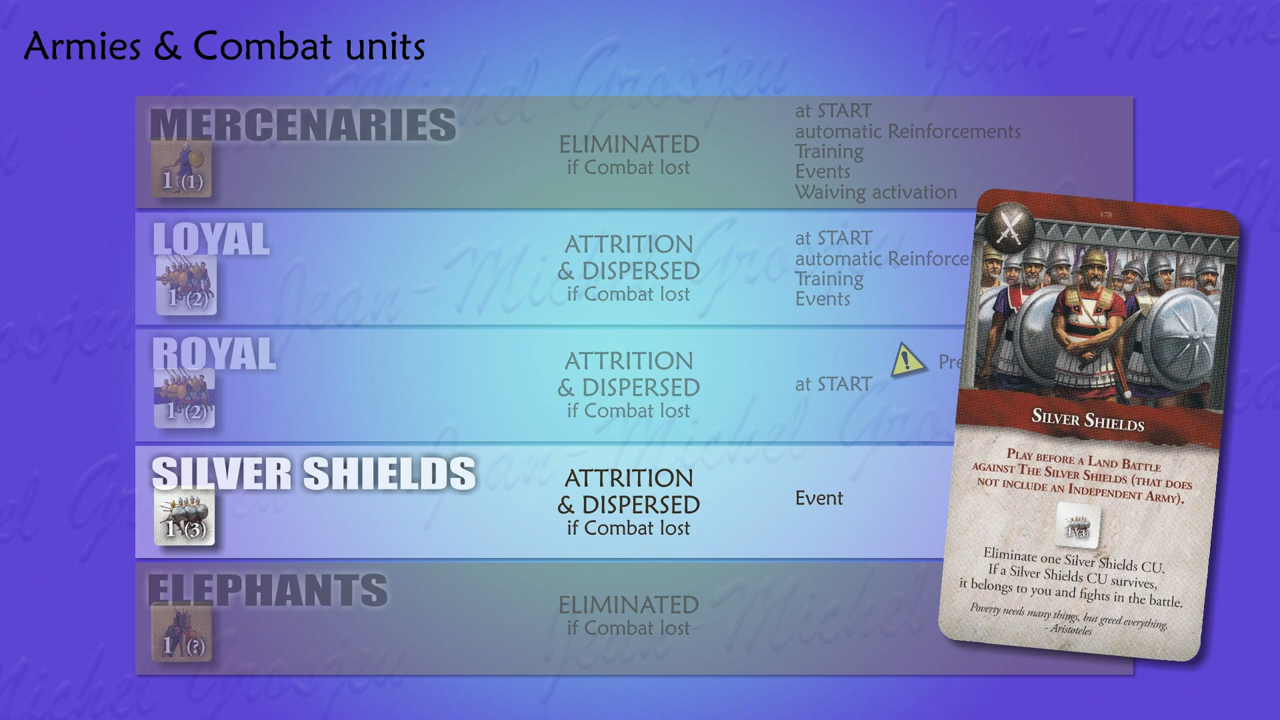 Armies & Combat units
MERCENARIES
1 (1)
ELIMINATED
if Combat lost
at START
automatic Reinforcements
Training
Events
Waiving activation
LOYAL
1 (2)
ATTRITION
& DISPERSED
if Combat lost
at START
automatic Reinforce
Training
Events
ROYAL
1 (2)
ATTRITION
& DISPERSED
if Combat lost
at START
Pre
SILVER SHIELDS
1 (3)
ATTRITION
& DISPERSED
if Combat lost
Event
ELEPHANTS
1 (?)
ELIMINATED
if Combat lost
SILVER SHIELDS
PLAY BEFORE A LAND BATTLE
AGAINST THE SILVER SHIELDS (THAT DOES
NOT INCLUDE AN INDEPENDENT ARMY).
1 (3)
Eliminate one Silver Shields CU.
If a Silver Shields CU survives,
it belongs to you and fights in the battle.
Poverty needs many things, but greed everything.
- Aristoteles
Jean-Michel Grosjeu